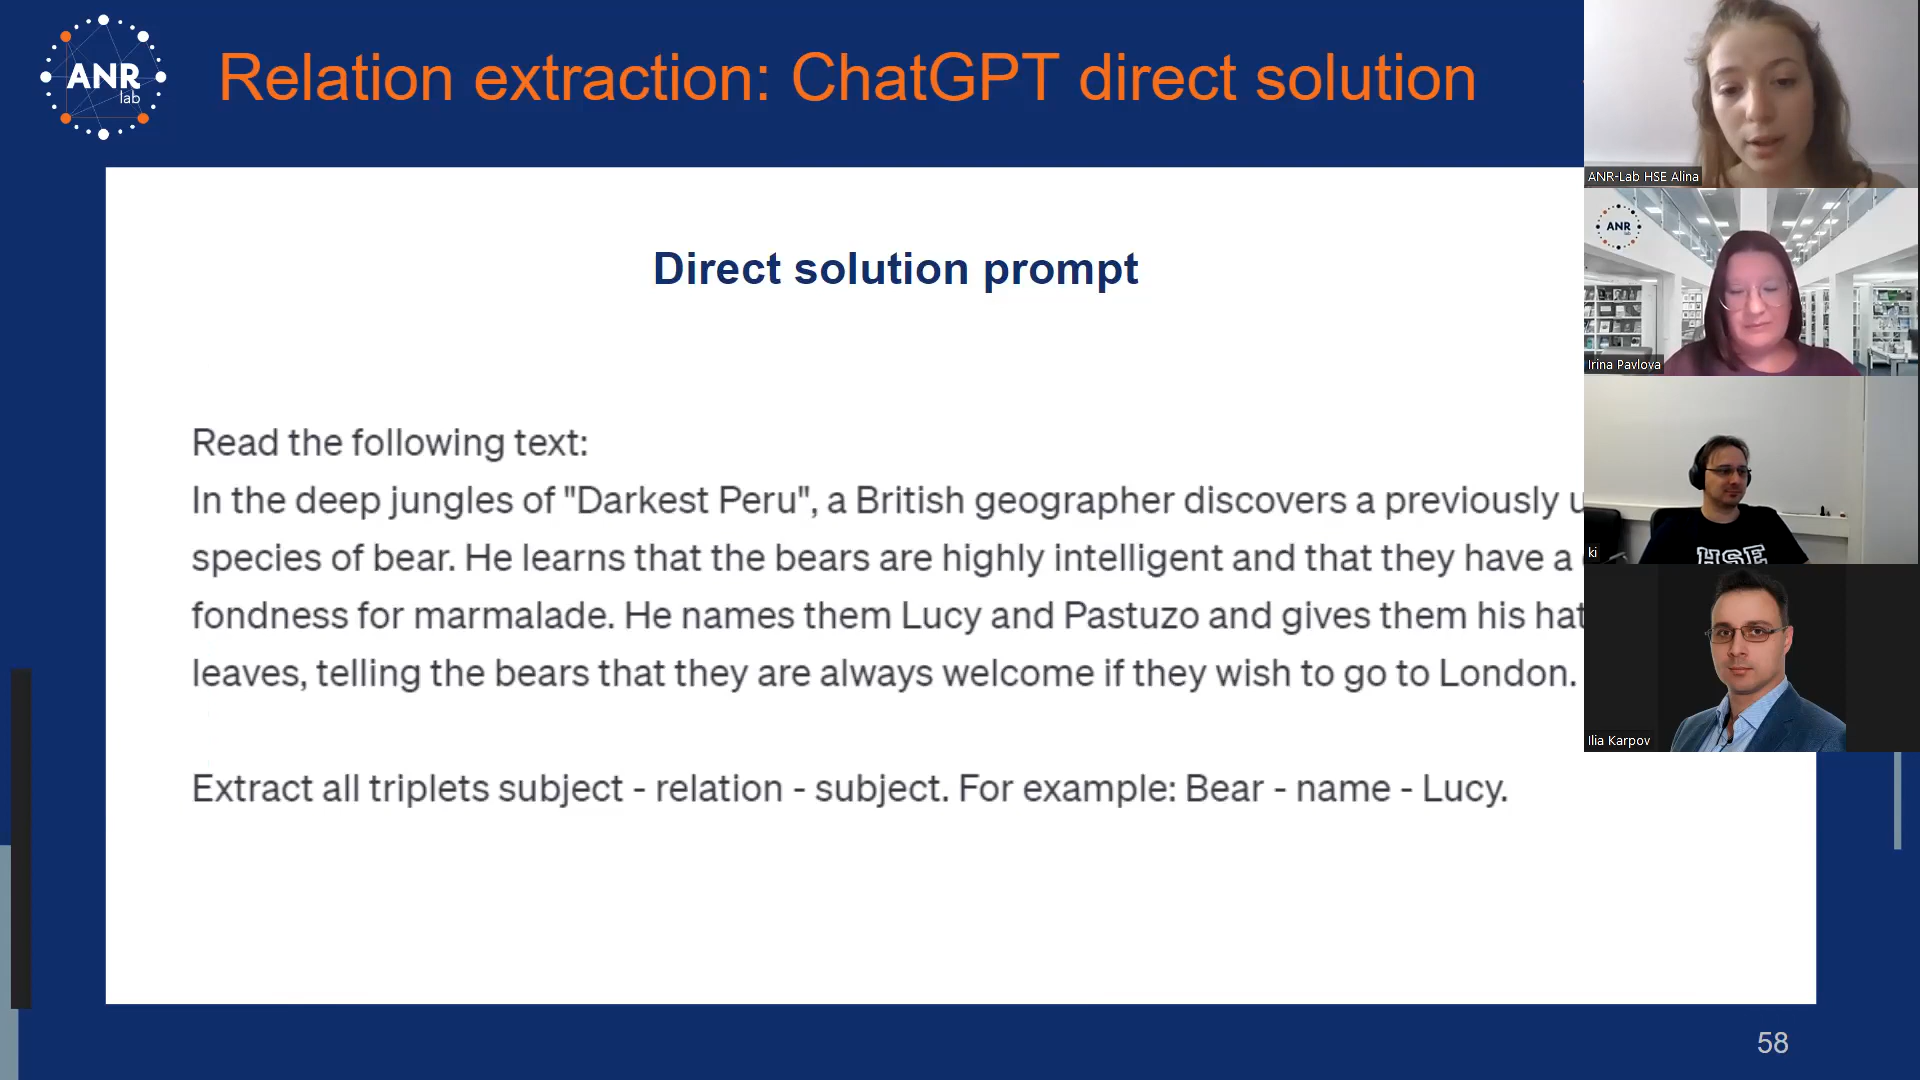 ANR
lab
Relation extraction: ChatGPT direct solution
Direct solution prompt
Read the following text:
In the deep jungles of "Darkest Peru", a British geographer discovers a previously
species of bear. He learns that the bears are highly intelligent and that they have a
fondness for marmalade. He names them Lucy and Pastuzo and gives them his hat
leaves, telling the bears that they are always welcome if they wish to go to London.
Extract all triplets subject - relation - subject. For example: Bear - name - Lucy.
58
ANR-Lab HSE Alina
ANR
lab
Irina Pavlova
HSE
ki
Ilia Karpov